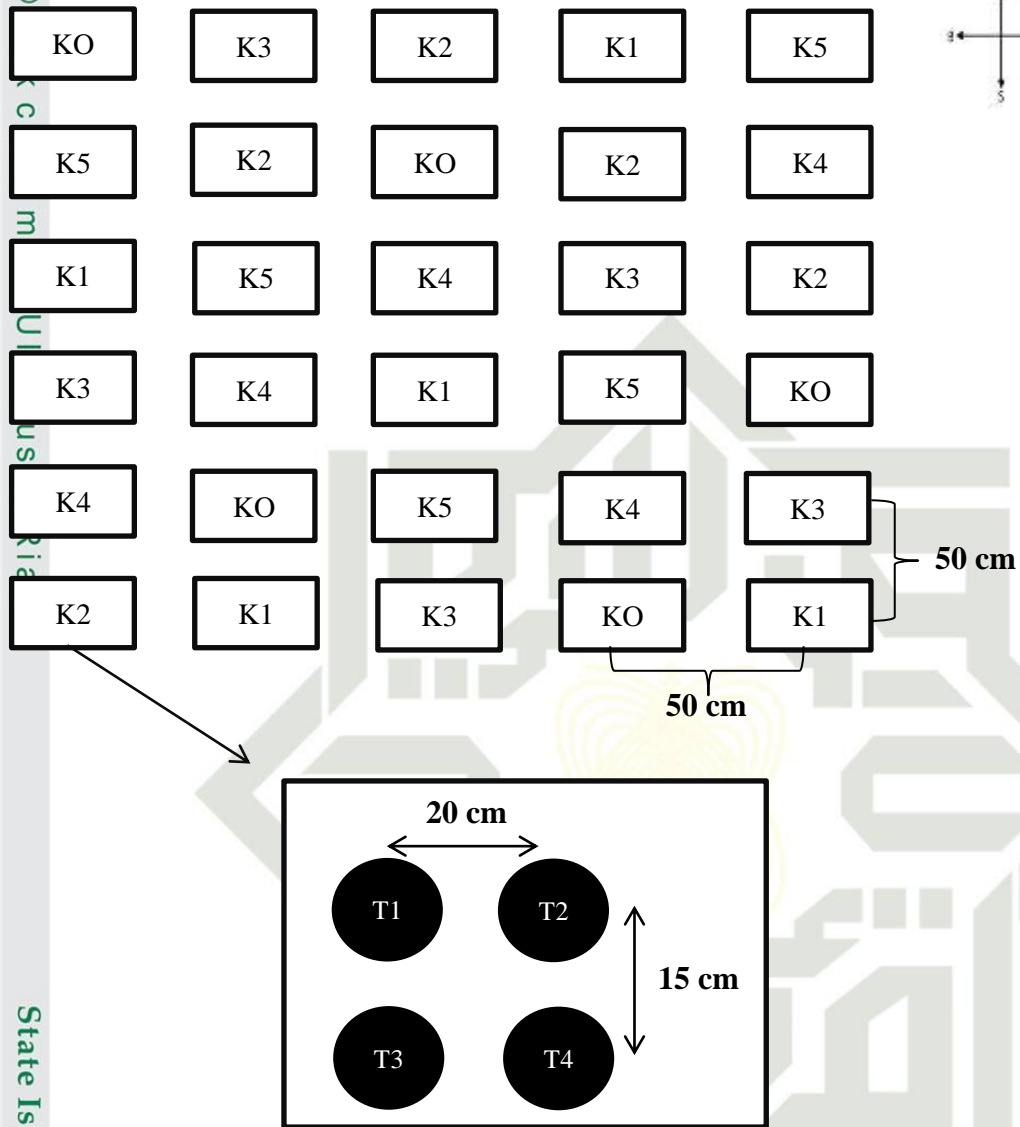 KO K3 K2 K1 K5
K5 K2 KO K2 K4
K1 K5 K4 K3 K2
K3 K4 K1 K5 KO
K4 KO K5 K4 K3
50 cm
K2 K1 K3 KO K1
50 cm
20 cm
T1 T2
15 cm
T3 T4
S
State Is